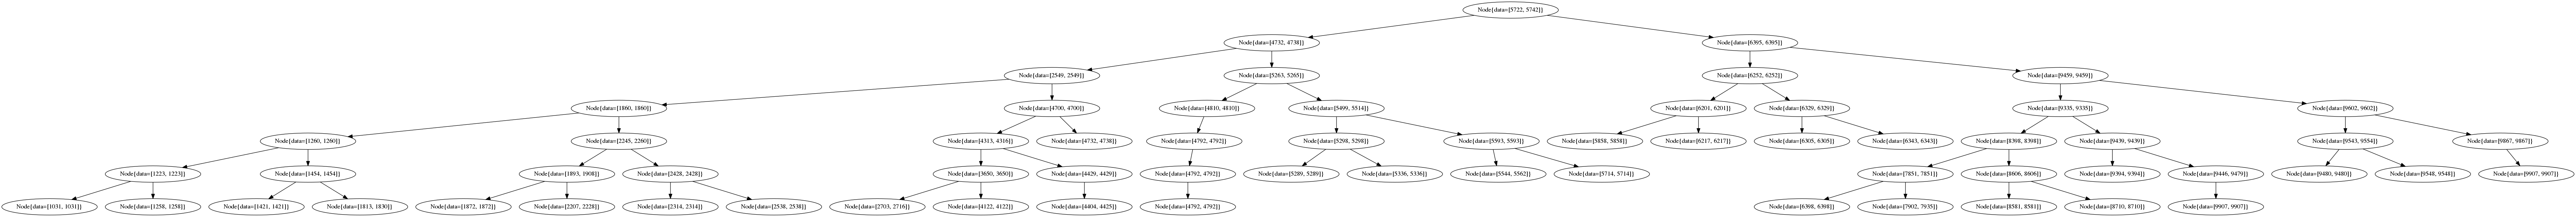 Node[data=[5722, 5742]]
Node[data=[4732, 4738]]
Node[data=[6395, 6395]]
Node[data=[2549, 2549]]
Node[data=[5263, 5265]]
Node[data=[6252, 6252]]
Node[data=[9459, 9459]]
Node[data=[1860, 1860]]
Node[data=[4700, 4700]]
Node[data=[4810, 4810]]
Node[data=[5499, 5514]]
Node[data=[6201, 6201]]
Node[data=[6329, 6329]]
Node[data=[9335, 9335]]
Node[data=[9602, 9602]]
Node[data=[1260, 1260]]
Node[data=[2245, 2260]]
Node[data=[4313, 4316]]
Node[data=[4732, 4738]]
Node[data=[4792, 4792]]
Node[data=[5298, 5298]]
Node[data=[5593, 5593]]
Node[data=[5858, 5858]]
Node[data=[6217, 6217]]
Node[data=[6305, 6305]]
Node[data=[6343, 6343]]
Node[data=[8398, 8398]]
Node[data=[9439, 9439]]
Node[data=[9543, 9554]]
Node[data=[9867, 9867]]
Node[data=[1223, 1223]]
Node[data=[1454, 1454]]
Node[data=[1893, 1908]]
Node[data=[2428, 2428]]
Node[data=[3650, 3650]]
Node[data=[4429, 4429]]
Node[data=[4792, 4792]]
Node[data=[5289, 5289]]
Node[data=[5336, 5336]]
Node[data=[5544, 5562]]
Node[data=[5714, 5714]]
Node[data=[7851, 7851]]
Node[data=[8606, 8606]]
Node[data=[9394, 9394]]
Node[data=[9446, 9479]]
Node[data=[9480, 9480]]
Node[data=[9548, 9548]]
Node[data=[9907, 9907]]
Node[data=[1031, 1031]]
Node[data=[1258, 1258]]
Node[data=[1421, 1421]]
Node[data=[1813, 1830]]
Node[data=[1872, 1872]]
Node[data=[2207, 2228]]
Node[data=[2314, 2314]]
Node[data=[2538, 2538]]
Node[data=[2703, 2716]]
Node[data=[4122, 4122]]
Node[data=[4404, 4425]]
Node[data=[4792, 4792]]
Node[data=[6398, 6398]]
Node[data=[7902, 7935]]
Node[data=[8581, 8581]]
Node[data=[8710, 8710]]
Node[data=[9907, 9907]]